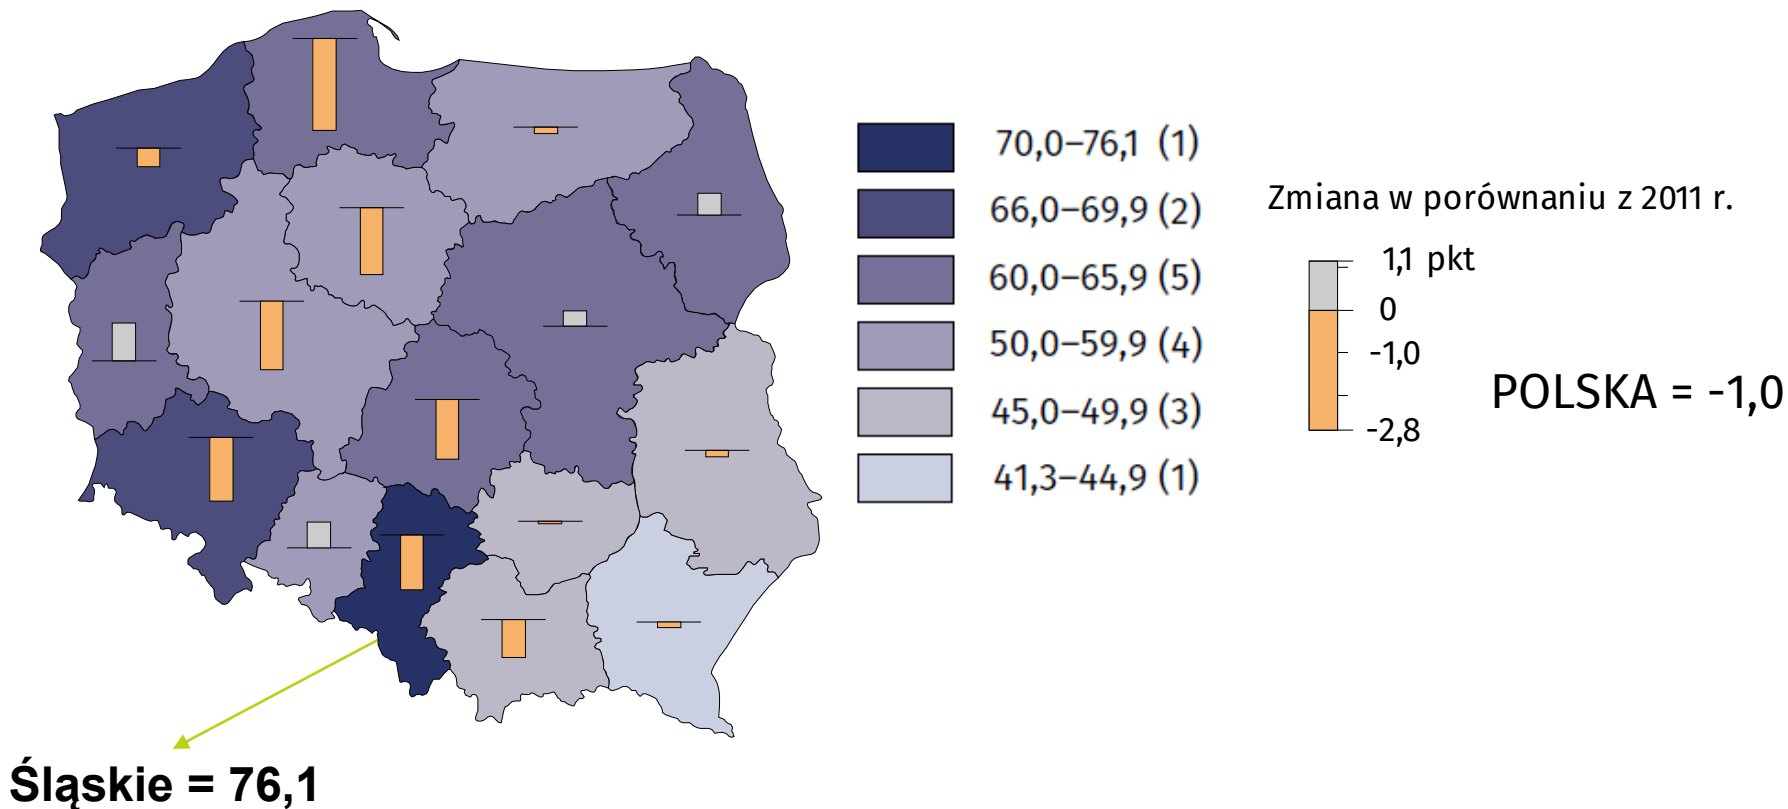 70,0–76,1 (1)
66,0–69,9 (2)
60,0–65,9 (5)
50,0–59,9 (4)
45,0–49,9 (3)
41,3–44,9 (1)
Zmiana w porównaniu z 2011 r.
1,1 pkt
0
-1,0
-2,8
POLSKA = -1,0
Śląskie = 76,1